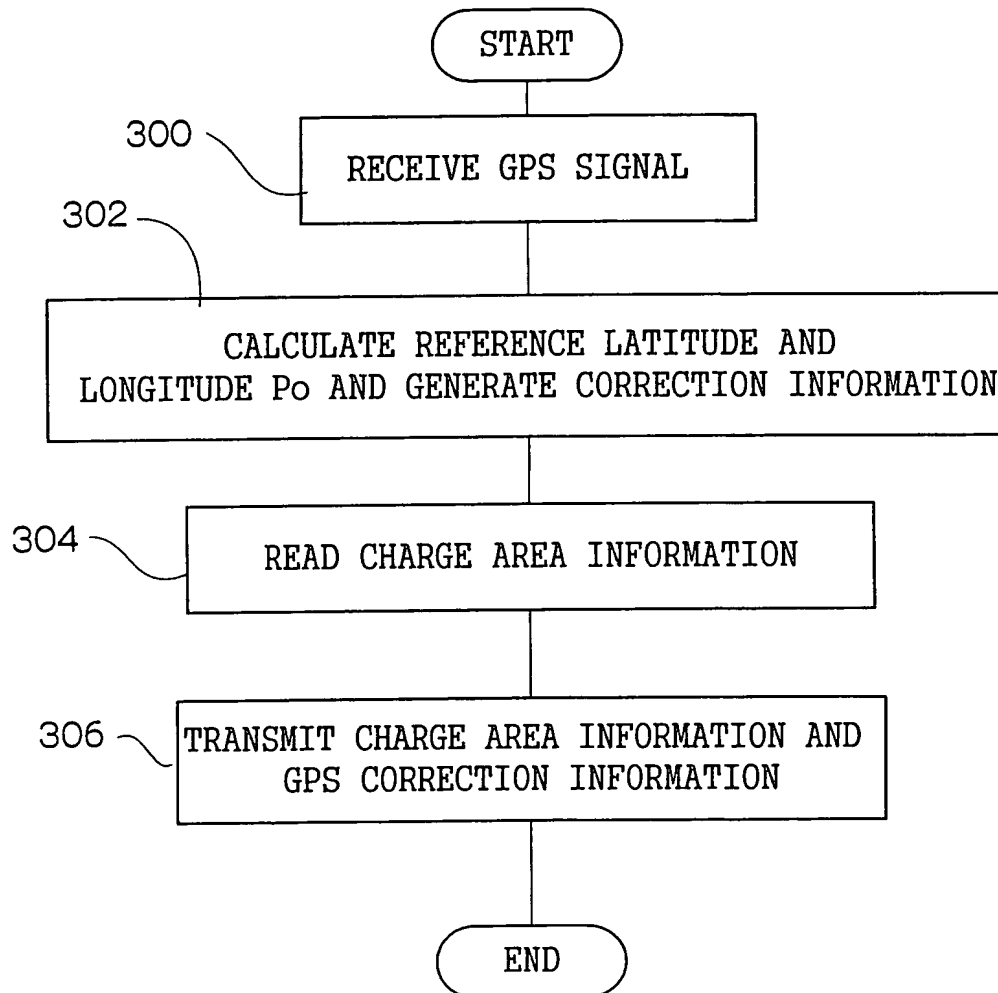 START
300
RECEIVE GPS SIGNAL
302
CALCULATE REFERENCE LATITUDE AND
LONGITUDE Po AND GENERATE CORRECTION INFORMATION
304
READ CHARGE AREA INFORMATION
306
TRANSMIT CHARGE AREA INFORMATION AND
GPS CORRECTION INFORMATION
END